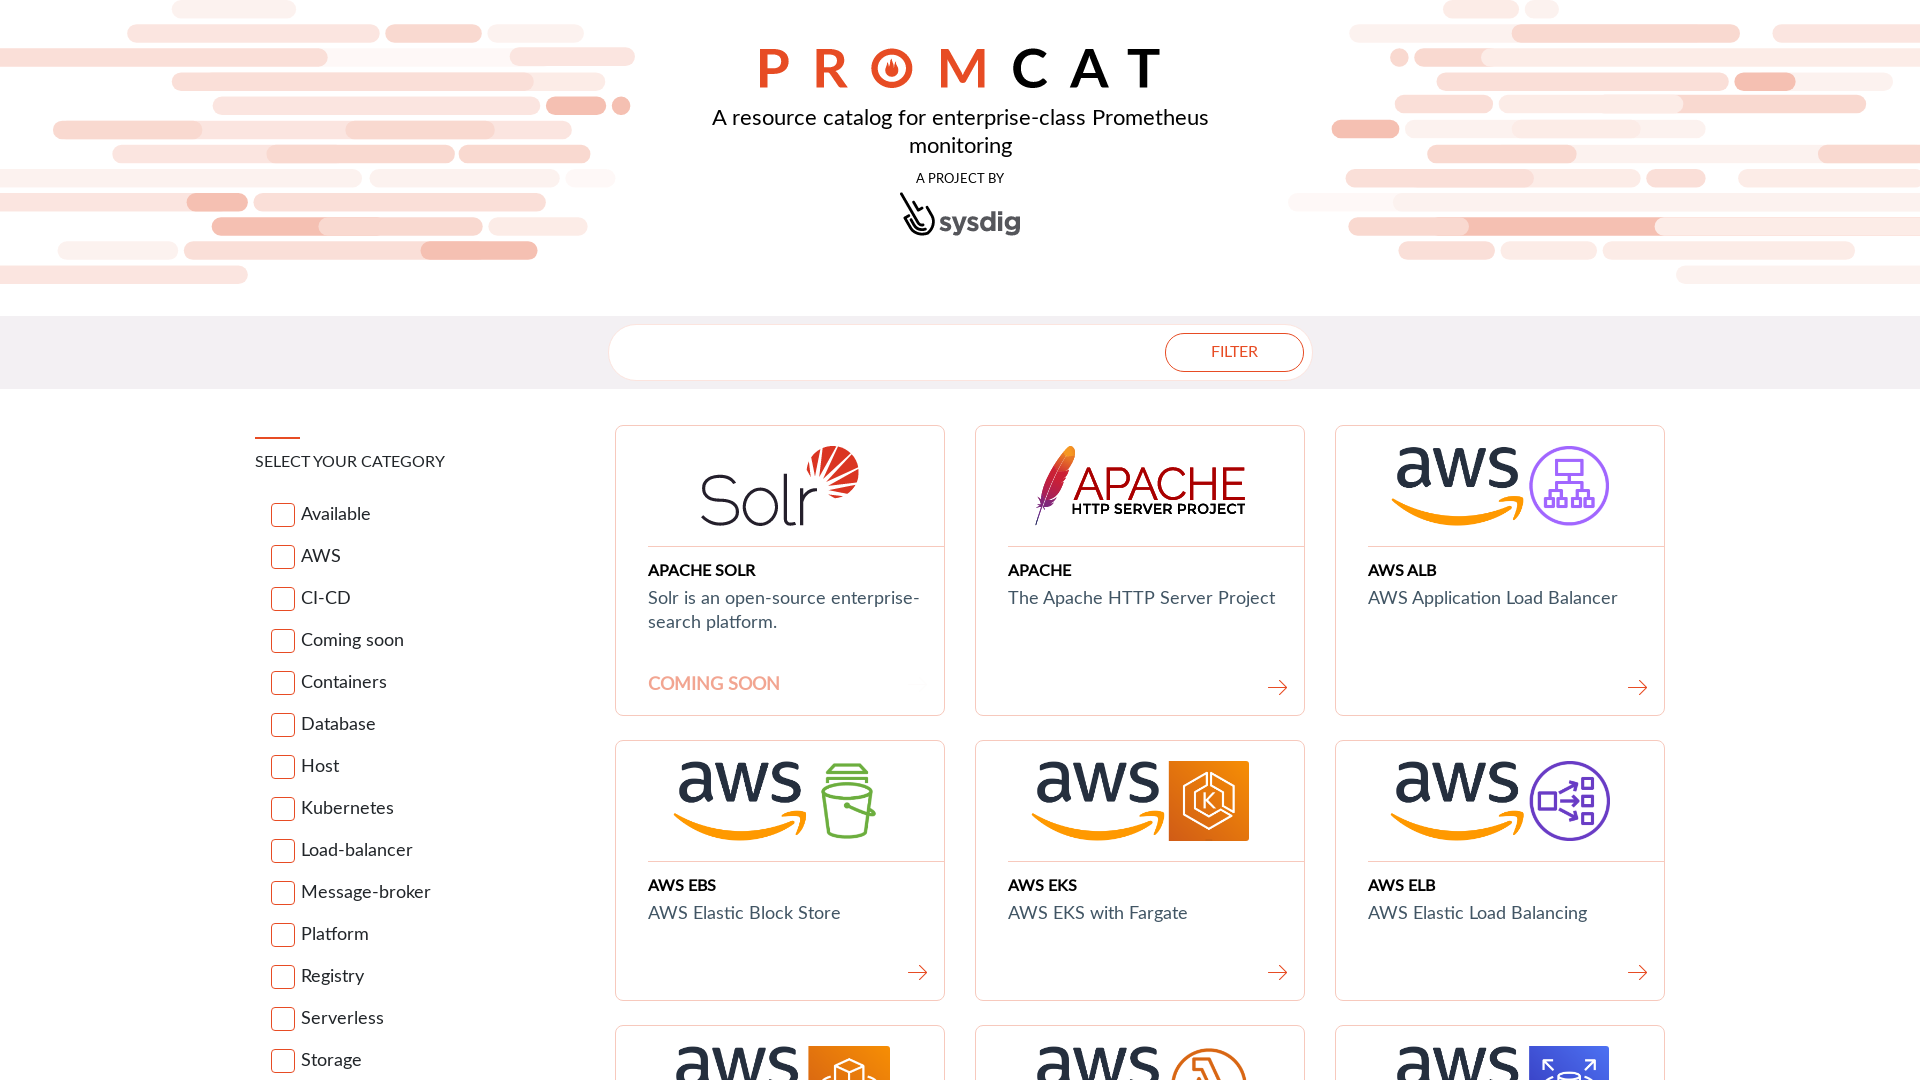 PROMCAT
A resource catalog for enterprise-class Prometheus
monitoring
A PROJECT BY
sysdig
FILTER
SELECT YOUR CATEGORY
Available
AWS
CI-CD
Coming soon
Containers
Database
Host
Kubernetes
Load-balancer
Message-broker
Platform
Registry
Serverless
Storage
Solr
APACHE SOLR
Solr is an open-source enterprise-
search platform.
COMING SOON
APACHE
HTTP SERVER PROJECT
APACHE
The Apache HTTP Server Project
aws
AWS ALB
AWS Application Load Balancer
aws
AWS EBS
AWS Elastic Block Store
aws
K
AWS EKS
AWS EKS with Fargate
aws
AWS ELB
AWS Elastic Load Balancing
aws
aws
aws